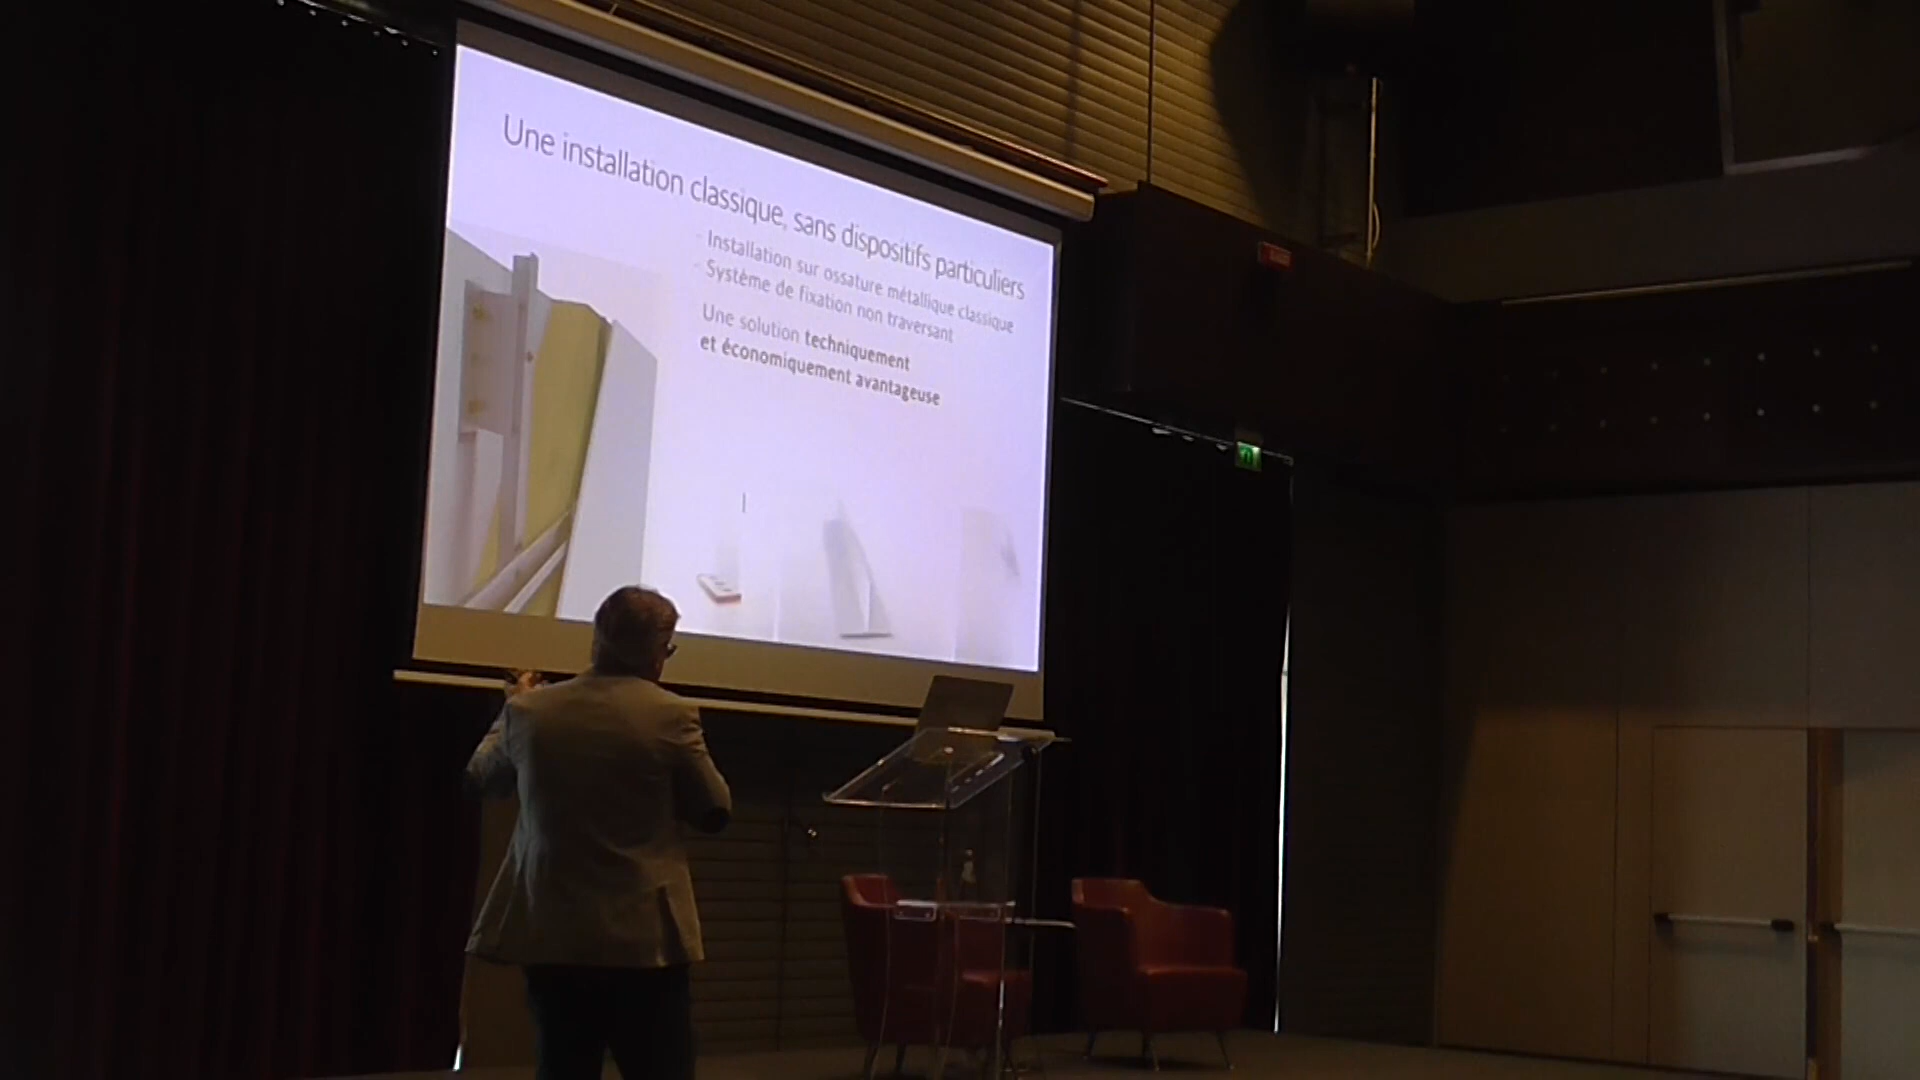 Une installation classique, sans dispositifs particuliers
- Installation sur ossature métallique classique
- Système de fixation non traversant
Une solution techniquement
et économiquement avantageuse